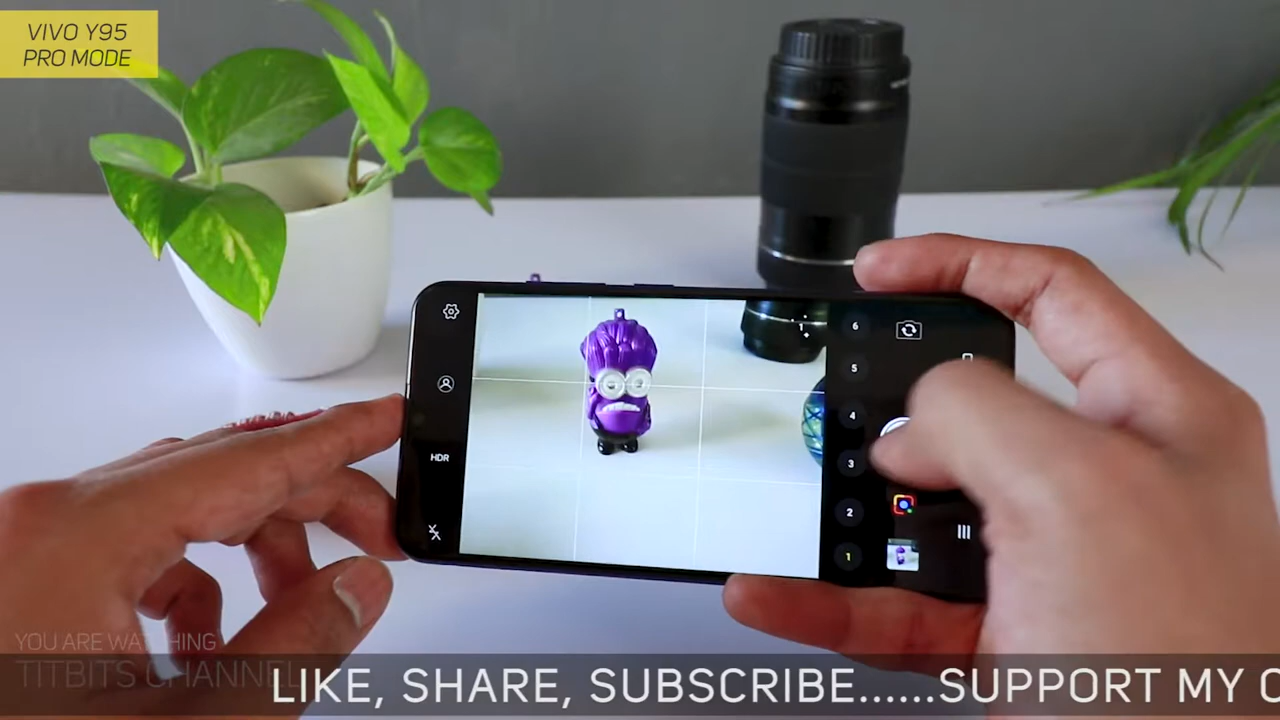 VIVO Y95
PRO MODE
6
5
HDR
4
3
2
1
YOU ARE WATCHING
TITBITS CHANNEL
LIKE, SHARE, SUBSCRIBE......SUPPORT MY C